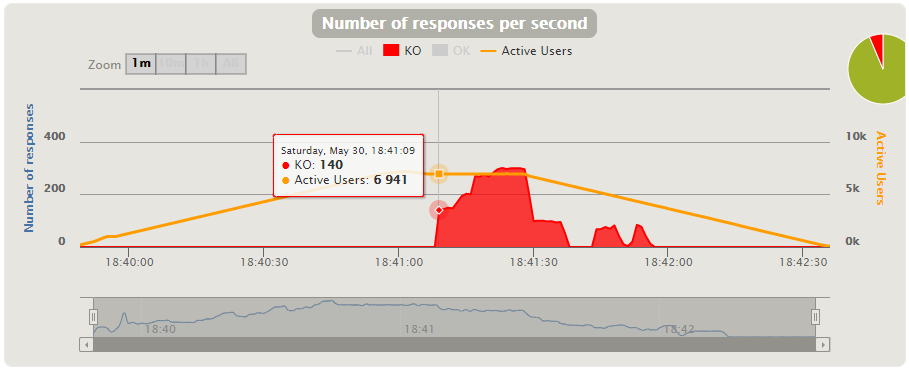 Number of responses per second
All KO OK Active Users
Zoom 1m 10m 1h All
Number of responses
400
200
0
10k
5k
0k
Active Users
Saturday, May 30, 18:41:09
KO: 140
Active Users: 6 941
18:40:00 18:40:30 18:41:00 18:41:30 18:42:00 18:42:30
18:40 18:41 18:42